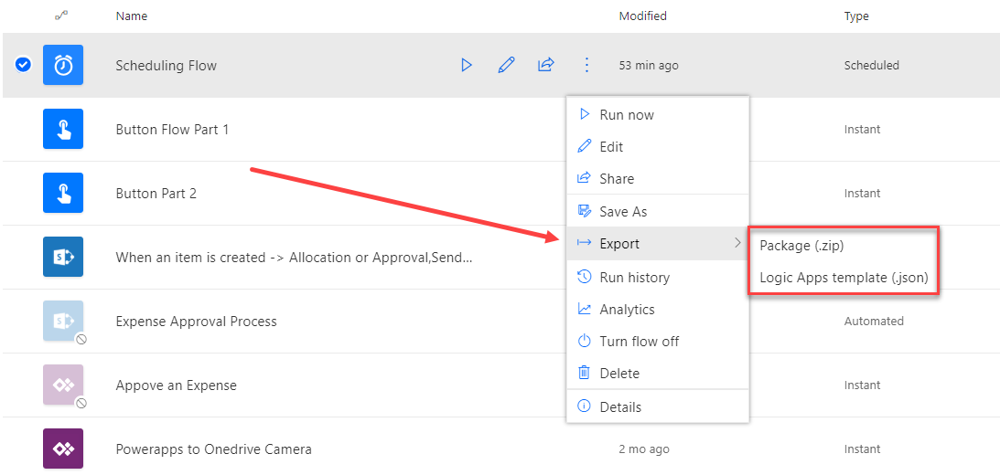 Name Modified Type
Scheduling Flow 53 min ago Scheduled
Run now
Button Flow Part 1 Instant
Edit
Share
Button Part 2 Instant
Save As
Export
Package (.zip)
When an item is created -> Allocation or Approval,Send...
Run history
Logic Apps template (.json)
Analytics
Expense Approval Process Automated
Turn flow off
Delete
Appove an Expense Instant
Details
Powerapps to Onedrive Camera 2 mo ago Instant